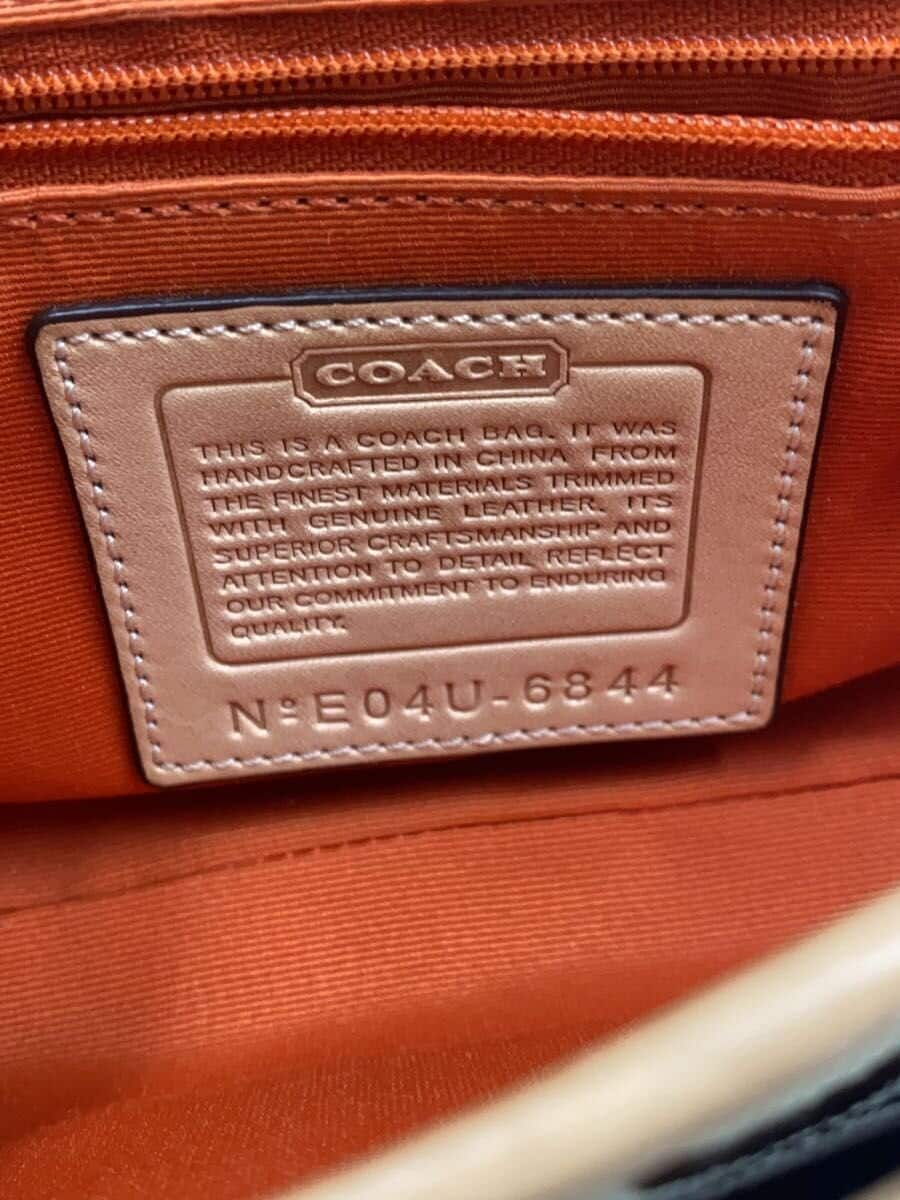 COACH
THIS IS A COACH BAG. IT WAS
HANDCRAFTED IN CHINA FROM
THE FINEST MATERIALS TRIMMED
WITH GENUINE LEATHER. ITS
SUPERIOR CRAFTSMANSHIP AND
ATTENTION TO DETAIL REFLECT
OUR COMMITMENT TO ENDURING
QUALITY.
Nº E04U-6844